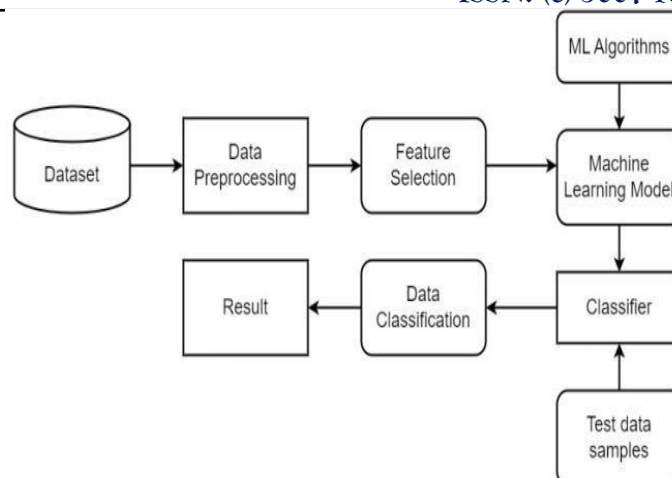 ML Algorithms
Dataset
Data
Preprocessing
Feature
Selection
Machine
Learning Model
Result
Data
Classification
Classifier
Test data
samples